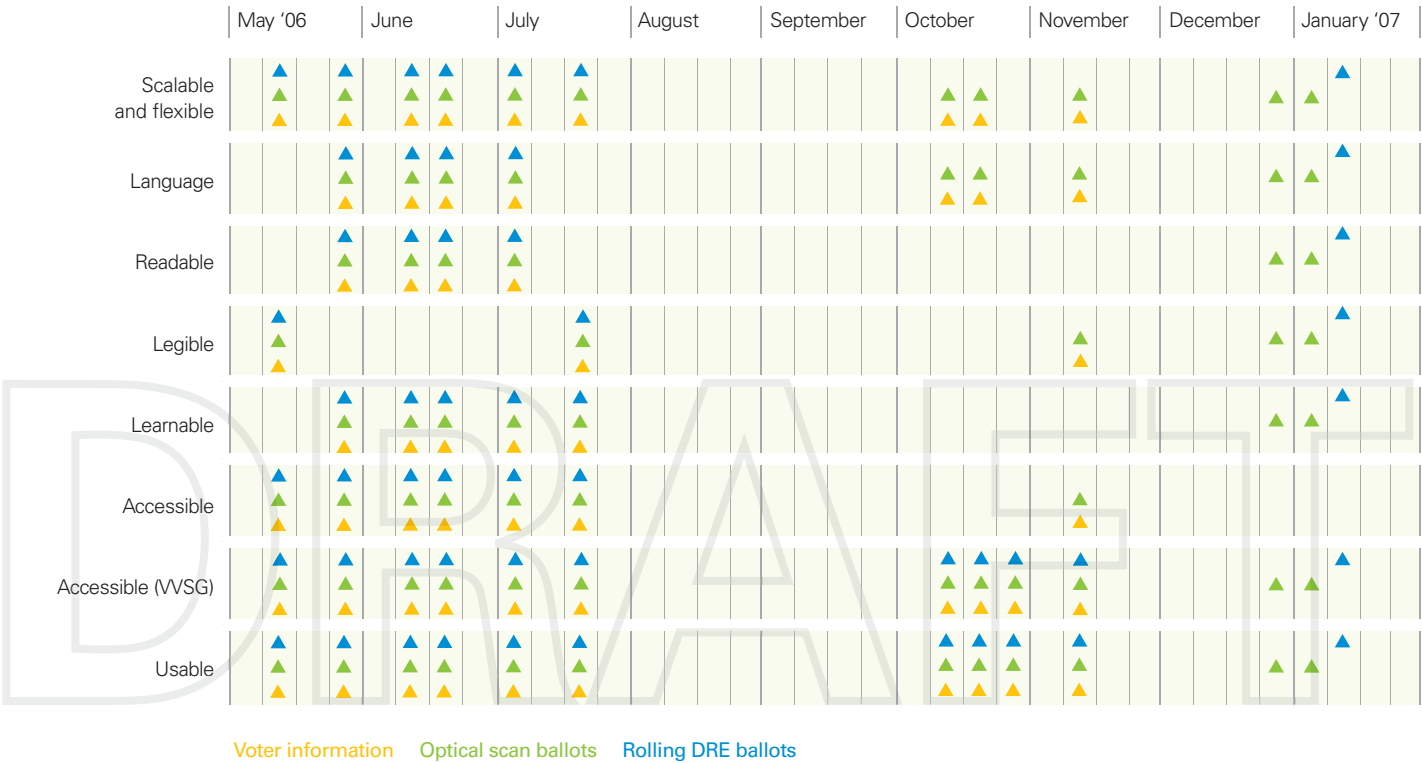 May ‘06 June July August September October November December January ‘07
Scalable
and flexible
Language
Readable
Legible
Learnable
Accessible
Accessible (VVSG)
Usable
DRAFT
Voter information Optical scan ballots Rolling DRE ballots